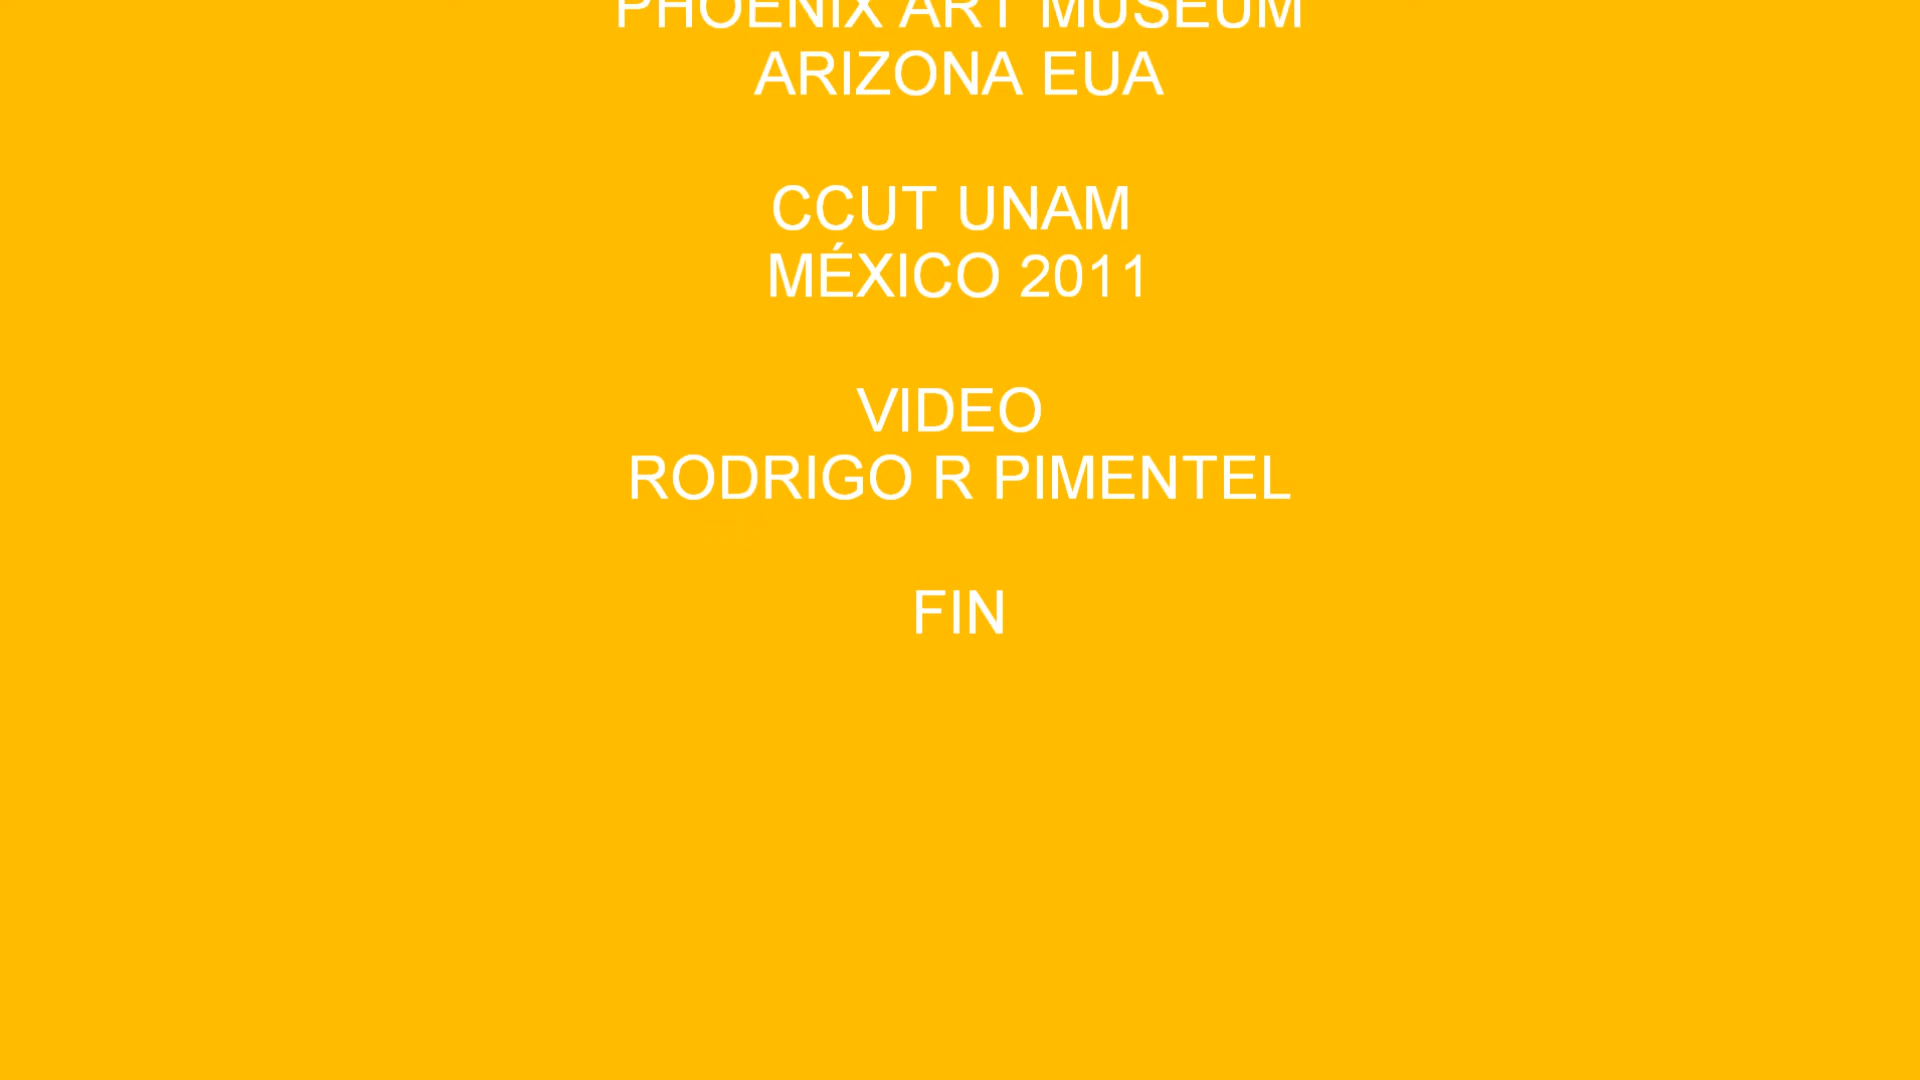 PHOENIX ART MUSEUM
ARIZONA EUA
CCUT UNAM
MÉXICO 2011
VIDEO
RODRIGO R PIMENTEL
FIN